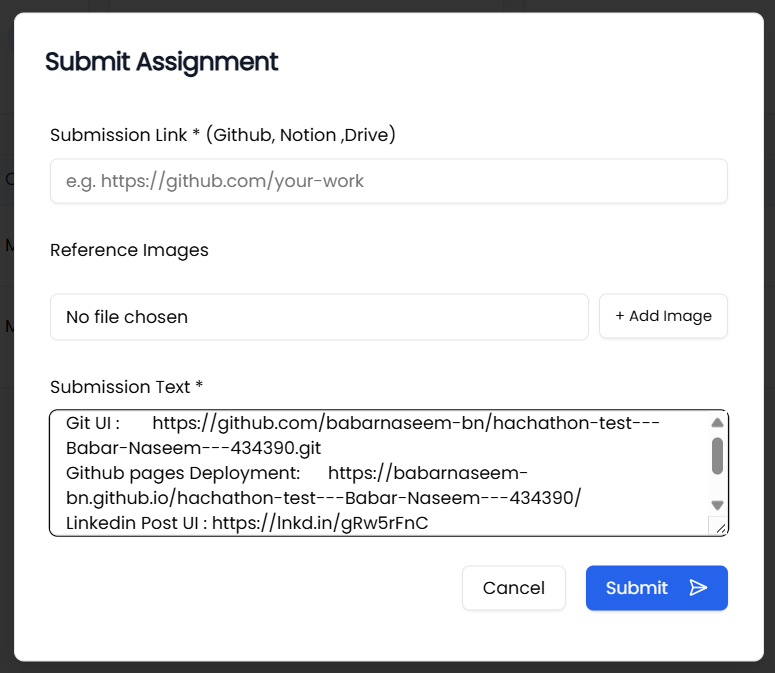 Submit Assignment
Submission Link * (Github, Notion ,Drive)
e.g. https://github.com/your-work
Reference Images
No file chosen
+ Add Image
Submission Text *
Git UI :      https://github.com/babarnaseem-bn/hachathon-test---
Babar-Naseem---434390.git
Github pages Deployment:     https://babarnaseem-
bn.github.io/hachathon-test---Babar-Naseem---434390/
Linkedin Post UI : https://lnkd.in/gRw5rFnC
Cancel
Submit